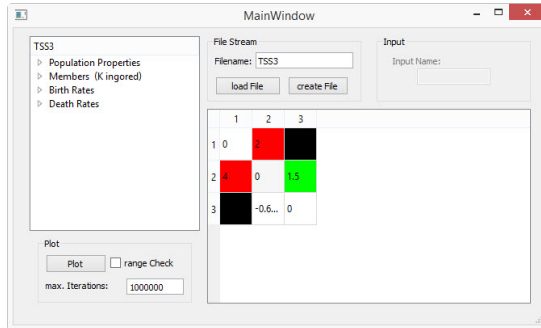 MainWindow
TSS3
Population Properties
Members (K ingored)
Birth Rates
Death Rates
File Stream
Filename: TSS3
load File create File
Input
Input Name:
1 2 3
1 0 2
2 4 0 1.5
3 -0.6... 0
Plot
Plot range Check
max. Iterations: 1000000